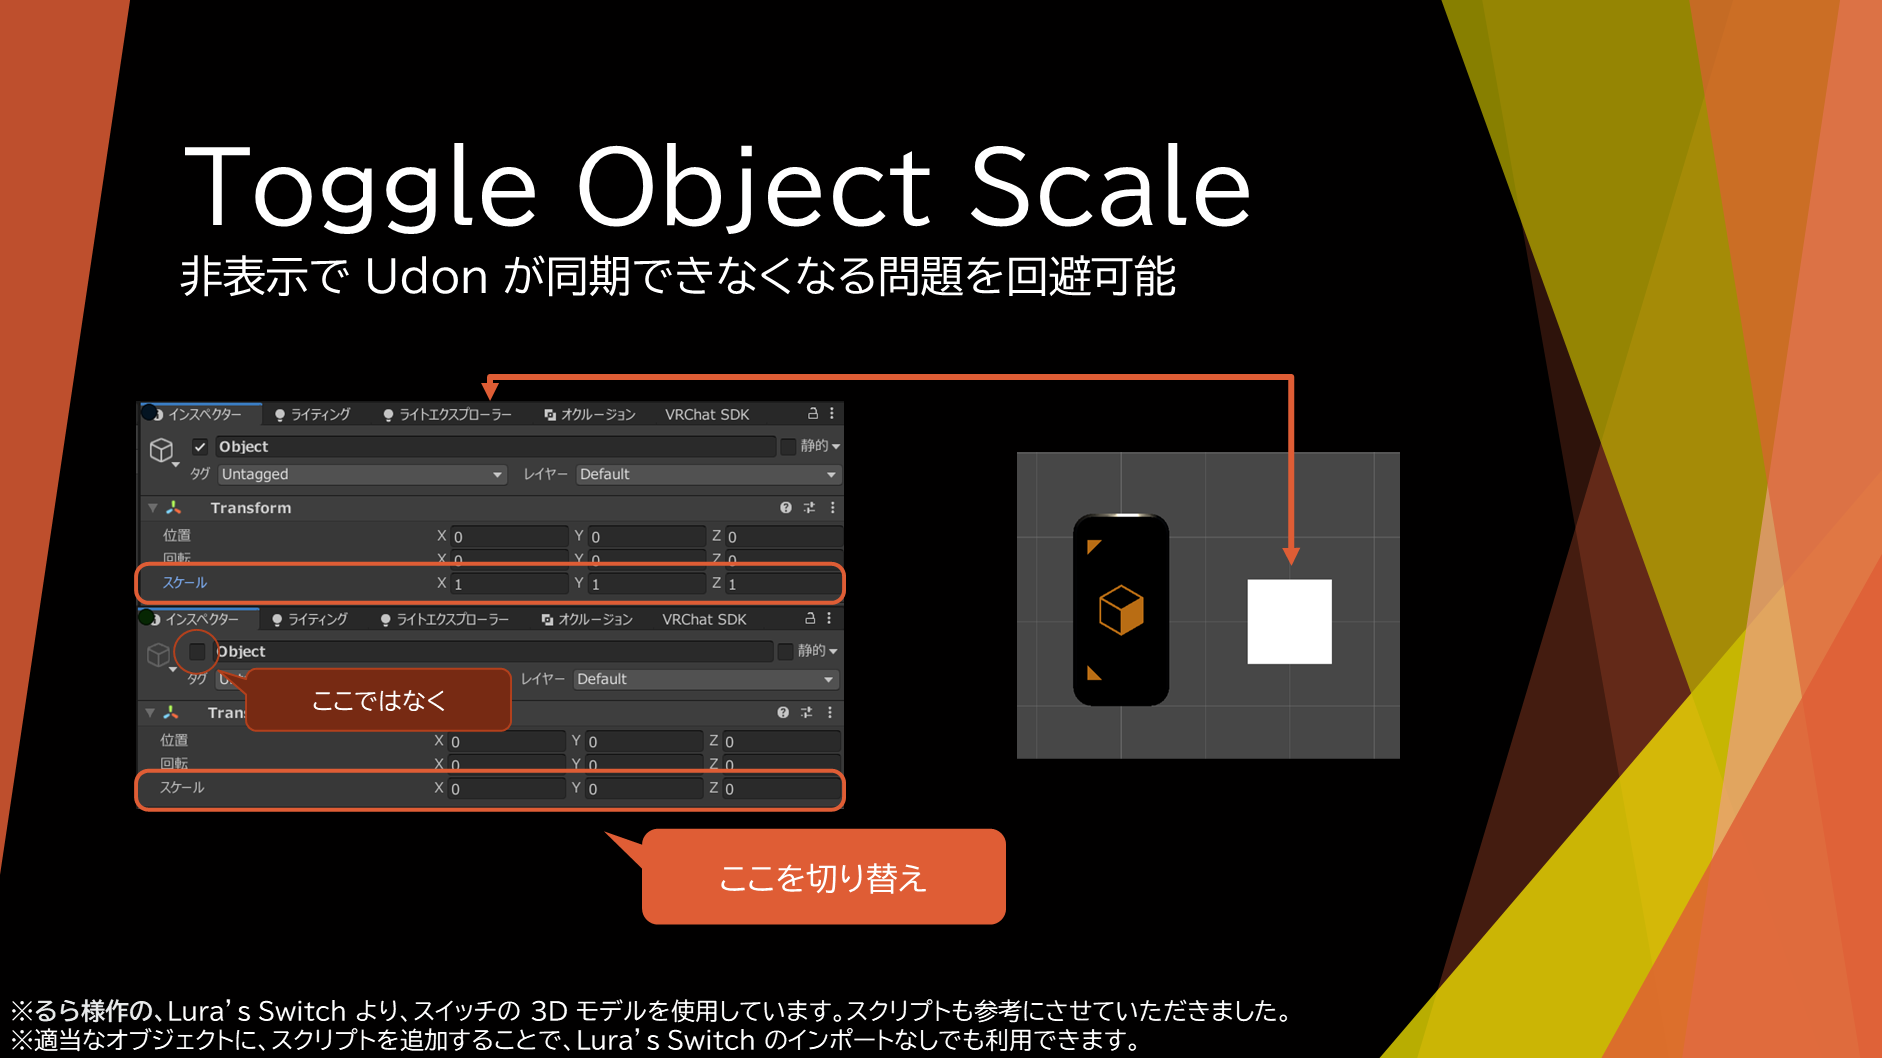 Toggle Object Scale
非表示で Udon が同期できなくなる問題を回避可能
インスペクター ライティング ライトエクスプローラー オクルージョン VRChat SDK
Object 静的
タグ Untagged レイヤー Default
Transform
位置 X 0 Y 0 Z 0
回転 X 0 Y 0 Z 0
スケール X 1 Y 1 Z 1
インスペクター ライティング ライトエクスプローラー オクルージョン VRChat SDK
Object 静的
タグ レイヤー Default
ここではなく
位置 X 0 Y 0 Z 0
回転 X 0 Y 0 Z 0
スケール X 0 Y 0 Z 0
ここを切り替え
※るら様作の、Lura's Switch より、スイッチの 3D モデルを使用しています。スクリプトも参考にさせていただきました。
※適当なオブジェクトに、スクリプトを追加することで、Lura's Switch のインポートなしでも利用できます。